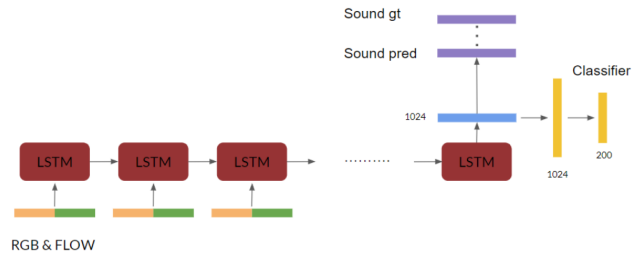 Sound gt
Sound pred
Classifier
1024
200
1024
LSTM
LSTM
LSTM
LSTM
RGB & FLOW